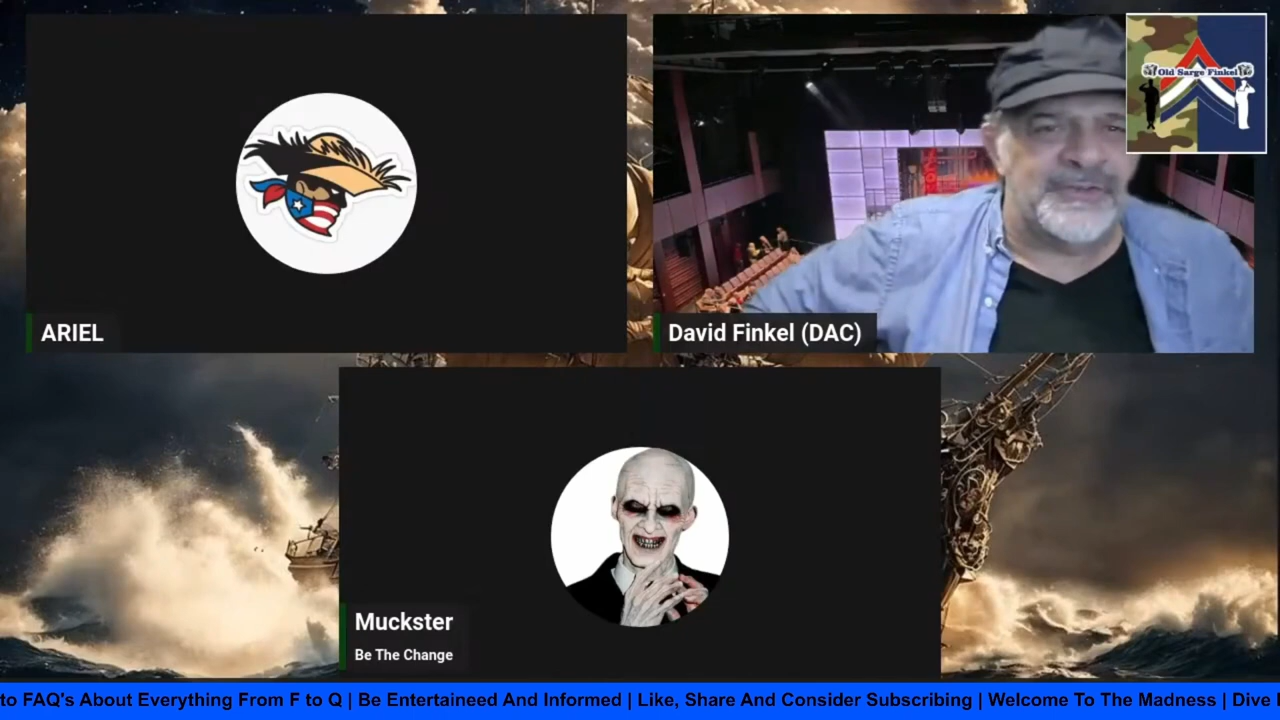 Old Sarge Finkel
ARIEL
David Finkel (DAC)
Muckster
Be The Change
to FAQ's About Everything From F to Q | Be Entertaineed And Informed | Like, Share And Consider Subscribing | Welcome To The Madness | Dive